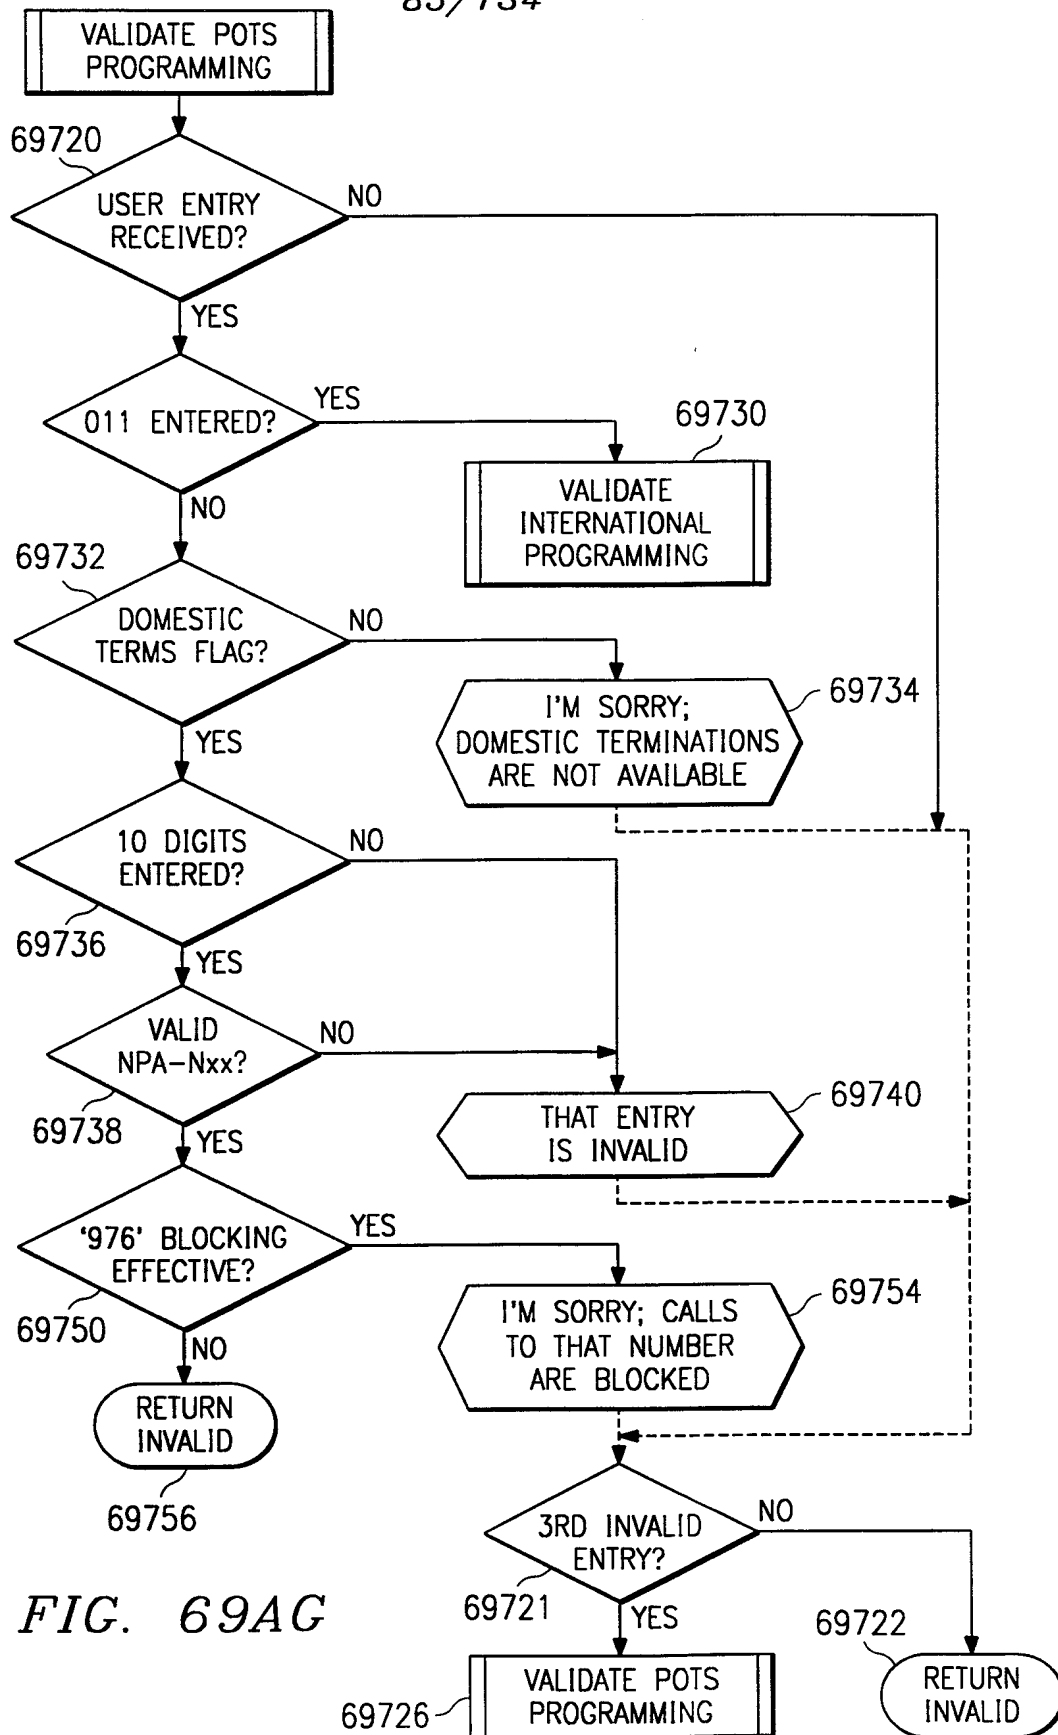 83/734
VALIDATE POTS
PROGRAMMING
69720
USER ENTRY
RECEIVED?
NO
YES
011 ENTERED?
YES
NO
69730
VALIDATE
INTERNATIONAL
PROGRAMMING
69732
DOMESTIC
TERMS FLAG?
NO
YES
69734
I'M SORRY;
DOMESTIC TERMINATIONS
ARE NOT AVAILABLE
10 DIGITS
ENTERED?
NO
69736
YES
VALID
NPA-Nxx?
NO
69738
YES
69740
THAT ENTRY
IS INVALID
'976' BLOCKING
EFFECTIVE?
YES
69750
NO
69754
I'M SORRY; CALLS
TO THAT NUMBER
ARE BLOCKED
RETURN
INVALID
69756
3RD INVALID
ENTRY?
NO
69721
YES
69722
RETURN
INVALID
VALIDATE POTS
PROGRAMMING
69726
FIG. 69AG